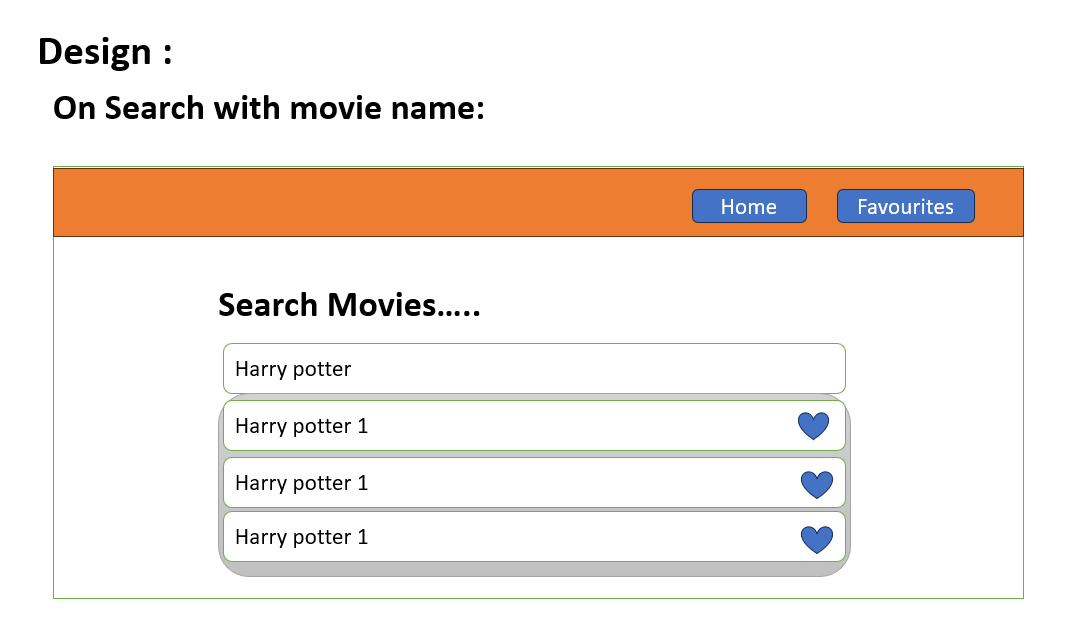 Design :
On Search with movie name:
Home
Favourites
Search Movies.....
Harry potter
Harry potter 1
Harry potter 1
Harry potter 1